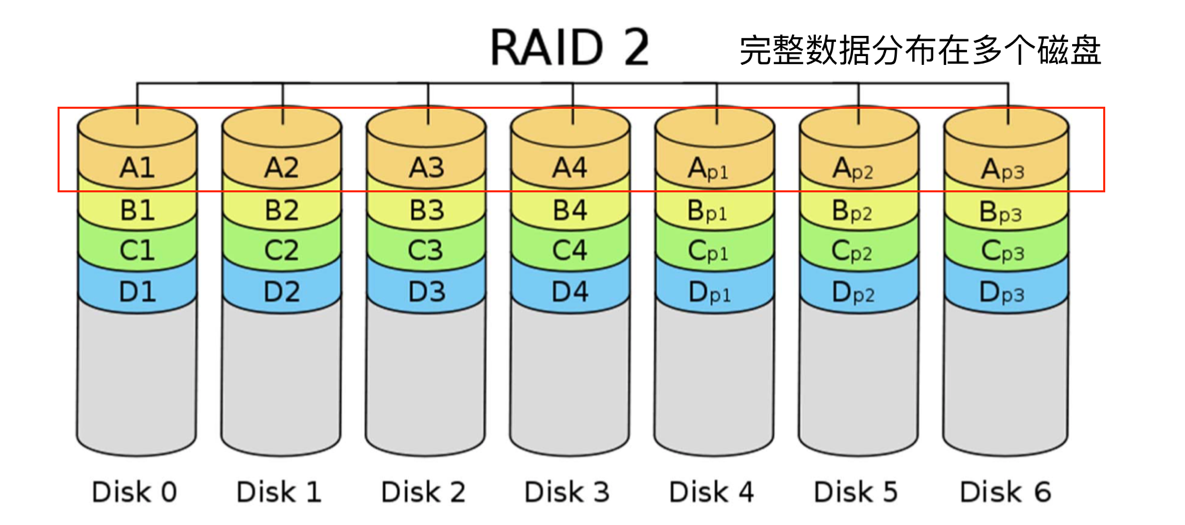 RAID 2
完整数据分布在多个磁盘
A1 A2 A3 A4 Ap1 Ap2 Ap3
B1 B2 B3 B4 Bp1 Bp2 Bp3
C1 C2 C3 C4 Cp1 Cp2 Cp3
D1 D2 D3 D4 Dp1 Dp2 Dp3
Disk 0 Disk 1 Disk 2 Disk 3 Disk 4 Disk 5 Disk 6